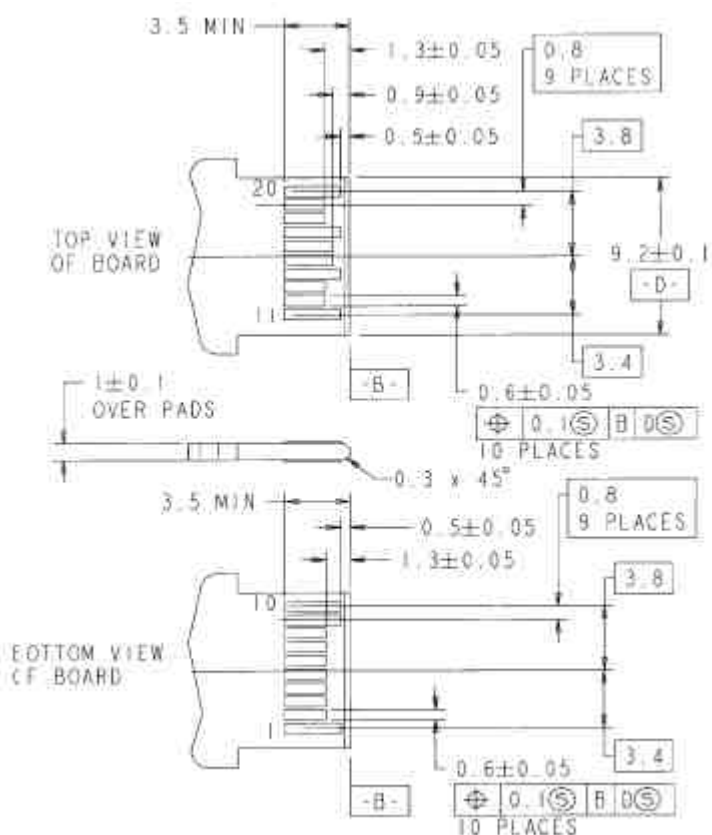 3.5 MIN
1.3±0.05
0.8
9 PLACES
0.9±0.05
3.8
0.5±0.05
20
TOP VIEW
OF BOARD
9.2±0.1
-D-
11
3.4
-B-
1±0.1
OVER PADS
0.6±0.05
⌖ 0.1Ⓢ B DⓈ
10 PLACES
0.3 x 45°
3.5 MIN
0.8
9 PLACES
0.5±0.05
1.3±0.05
3.8
10
BOTTOM VIEW
OF BOARD
1
3.4
0.6±0.05
-B-
⌖ 0.1Ⓢ B DⓈ
10 PLACES